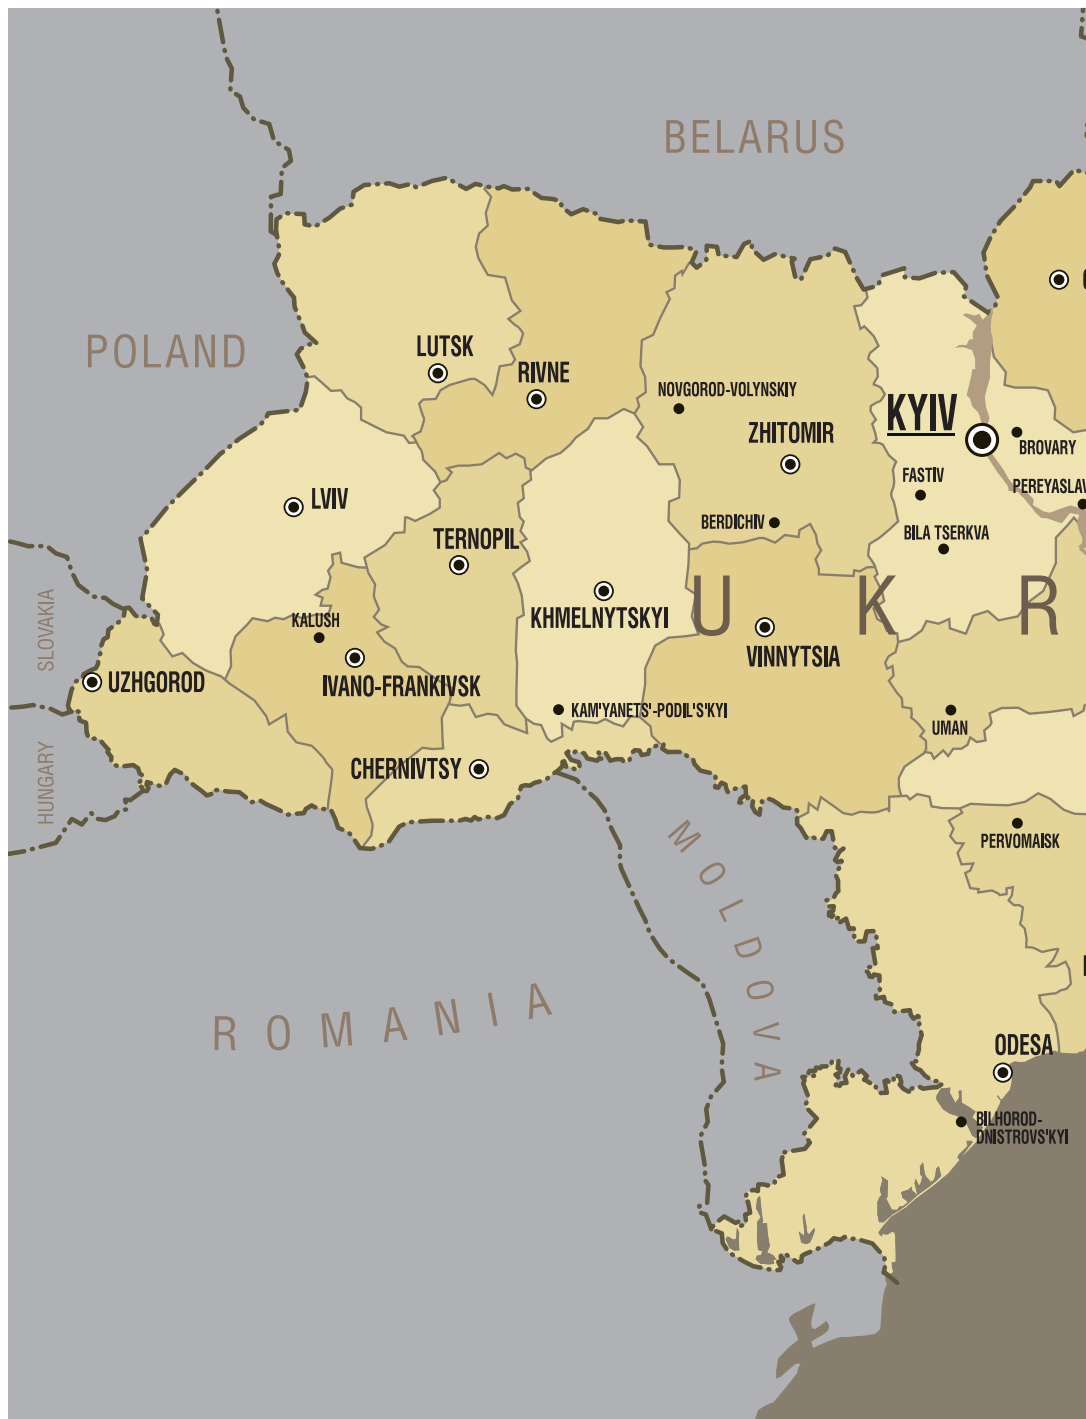 BELARUS
POLAND
LUTSK
RIVNE
NOVGOROD-VOLYNSKIY
KYIV
ZHITOMIR
BROVARY
FASTIV
PEREYASLAV
LVIV
BERDICHIV
BILA TSERKVA
TERNOPIL
SLOVAKIA
U K R
KHMELNYTSKYI
KALUSH
VINNYTSIA
UZHGOROD
IVANO-FRANKIVSK
KAM'YANETS'-PODIL'S'KYI
UMAN
HUNGARY
CHERNIVTSY
MOLDOVA
PERVOMAISK
ROMANIA
ODESA
BILHOROD-
DNISTROVS'KYI